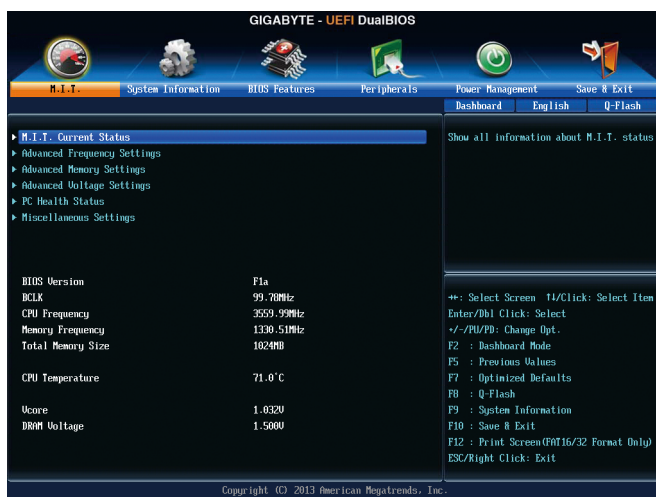 GIGABYTE - UEFI DualBIOS
M.I.T.
System Information
BIOS Features
Peripherals
Power Management
Save & Exit
Dashboard
English
Q-Flash
M.I.T. Current Status
Advanced Frequency Settings
Advanced Memory Settings
Advanced Voltage Settings
PC Health Status
Miscellaneous Settings
Show all information about M.I.T. status
BIOS Version F1a
BCLK 99.78MHz
CPU Frequency 3559.99MHz
Memory Frequency 1330.51MHz
Total Memory Size 1024MB
CPU Temperature 71.0°C
Vcore 1.032V
DRAM Voltage 1.500V
→←: Select Screen ↑↓/Click: Select Item
Enter/Dbl Click: Select
+/-/PU/PD: Change Opt.
F2 : Dashboard Mode
F5 : Previous Values
F7 : Optimized Defaults
F8 : Q-Flash
F9 : System Information
F10 : Save & Exit
F12 : Print Screen(FAT16/32 Format Only)
ESC/Right Click: Exit
Copyright (C) 2013 American Megatrends, Inc.